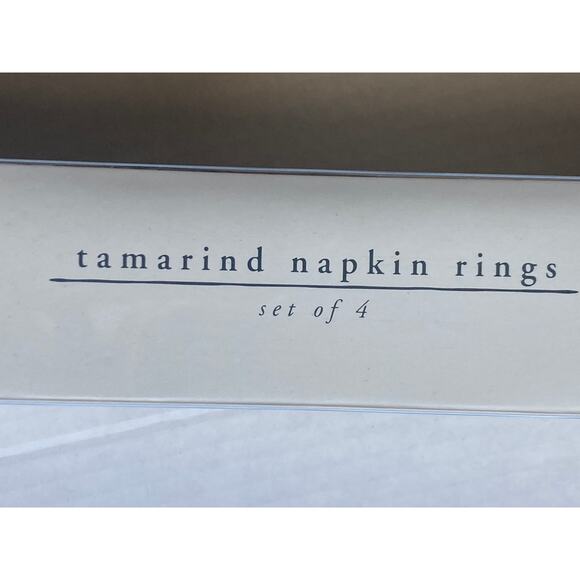 tamarind napkin rings
set of 4